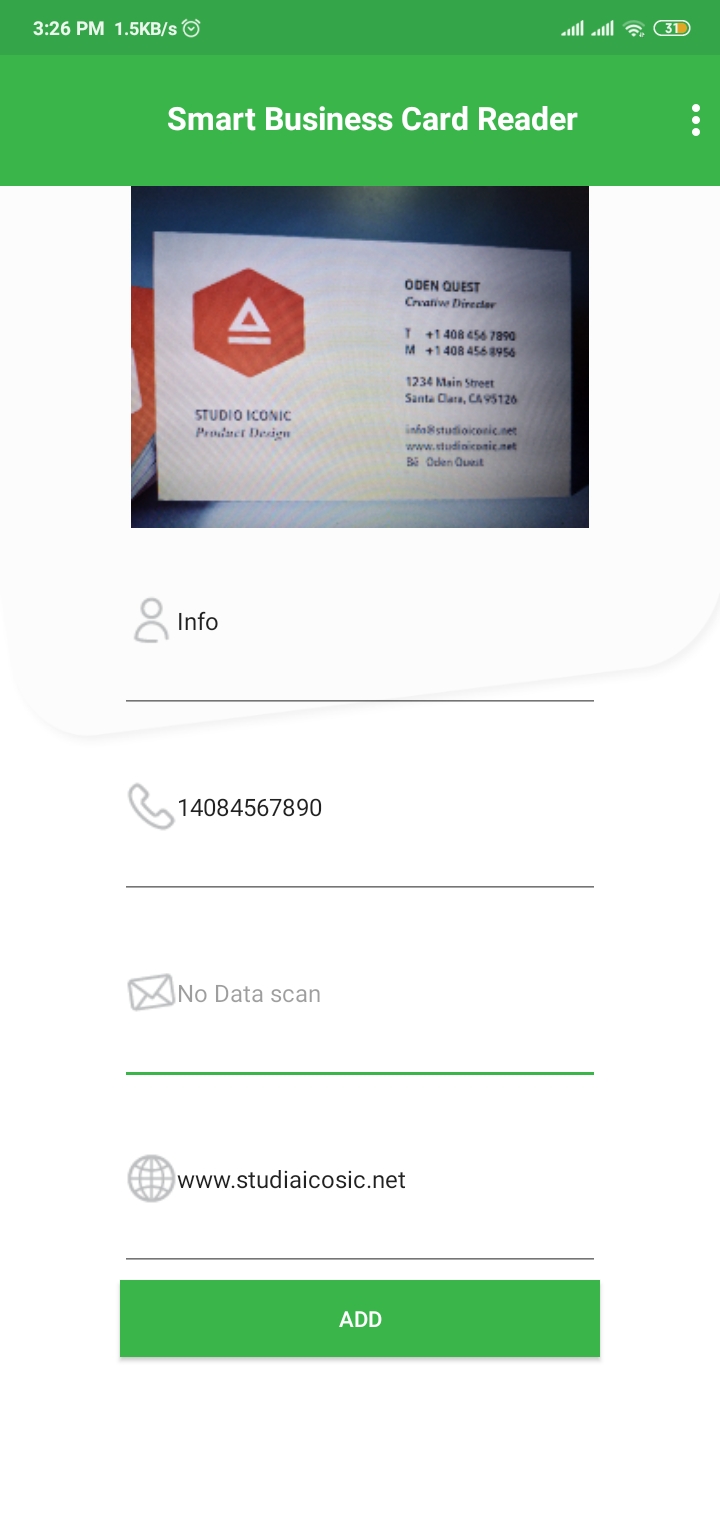 3:26 PM 1.5KB/s
31
Smart Business Card Reader
STUDIO ICONIC
Product Design
ODEN QUEST
Creative Director
T +1 408 456 7890
M +1 408 456 8956
1234 Main Street
Santa Clara, CA 95126
info@studioiconic.net
www.studioiconic.net
Bē Oden Quest
Info
14084567890
No Data scan
www.studiaicosic.net
ADD